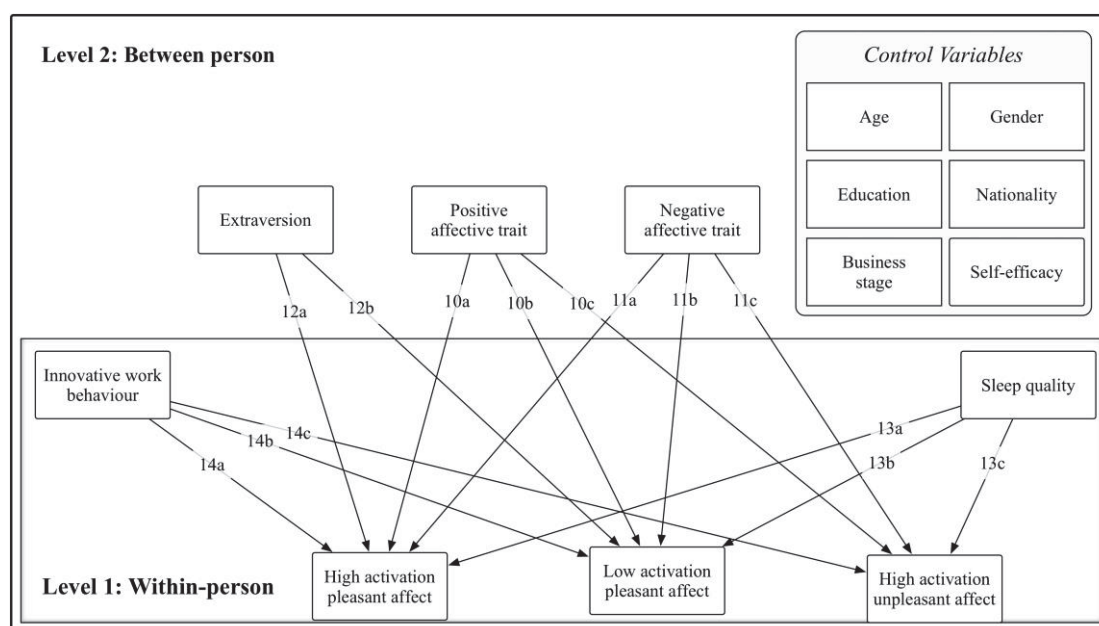 Level 2: Between person
Control Variables
Age
Gender
Education
Nationality
Business
stage
Self-efficacy
Extraversion
Positive
affective trait
Negative
affective trait
12a
12b
10a
10b
10c
11a
11b
11c
Innovative work
behaviour
Sleep quality
14a
14b
14c
13a
13b
13c
High activation
pleasant affect
Low activation
pleasant affect
High activation
unpleasant affect
Level 1: Within-person